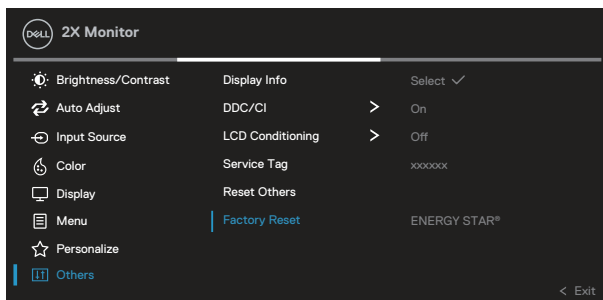 DELL 2X Monitor
Brightness/Contrast Display Info Select ✓
Auto Adjust DDC/CI > On
Input Source LCD Conditioning > Off
Color Service Tag xxxxxx
Display Reset Others
Menu Factory Reset ENERGY STAR®
Personalize
Others
< Exit